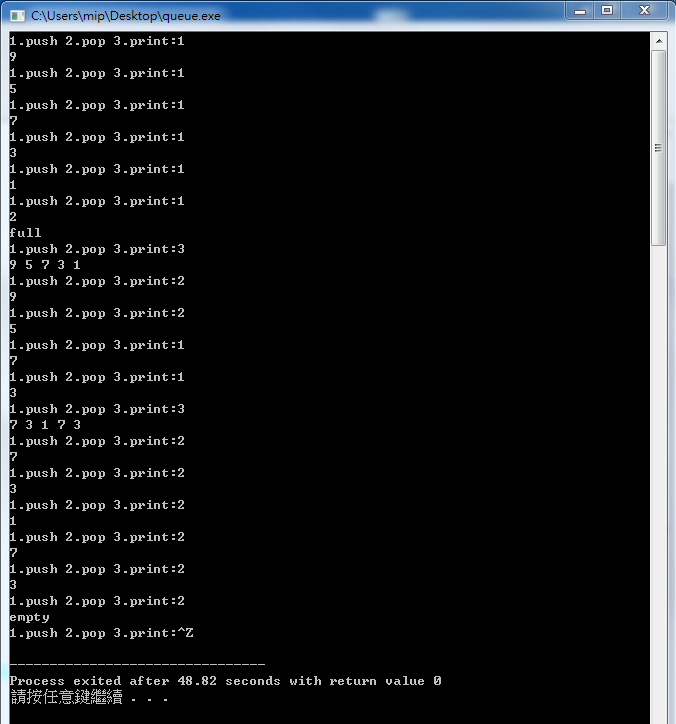 C:\Users\mip\Desktop\queue.exe
1.push 2.pop 3.print:1
9
1.push 2.pop 3.print:1
5
1.push 2.pop 3.print:1
7
1.push 2.pop 3.print:1
3
1.push 2.pop 3.print:1
1
1.push 2.pop 3.print:1
2
full
1.push 2.pop 3.print:3
9 5 7 3 1
1.push 2.pop 3.print:2
9
1.push 2.pop 3.print:2
5
1.push 2.pop 3.print:1
7
1.push 2.pop 3.print:1
3
1.push 2.pop 3.print:3
7 3 1 7 3
1.push 2.pop 3.print:2
7
1.push 2.pop 3.print:2
3
1.push 2.pop 3.print:2
1
1.push 2.pop 3.print:2
7
1.push 2.pop 3.print:2
3
1.push 2.pop 3.print:2
empty
1.push 2.pop 3.print:^Z
--------------------------------
Process exited after 48.82 seconds with return value 0
請按任意鍵繼續 . . .